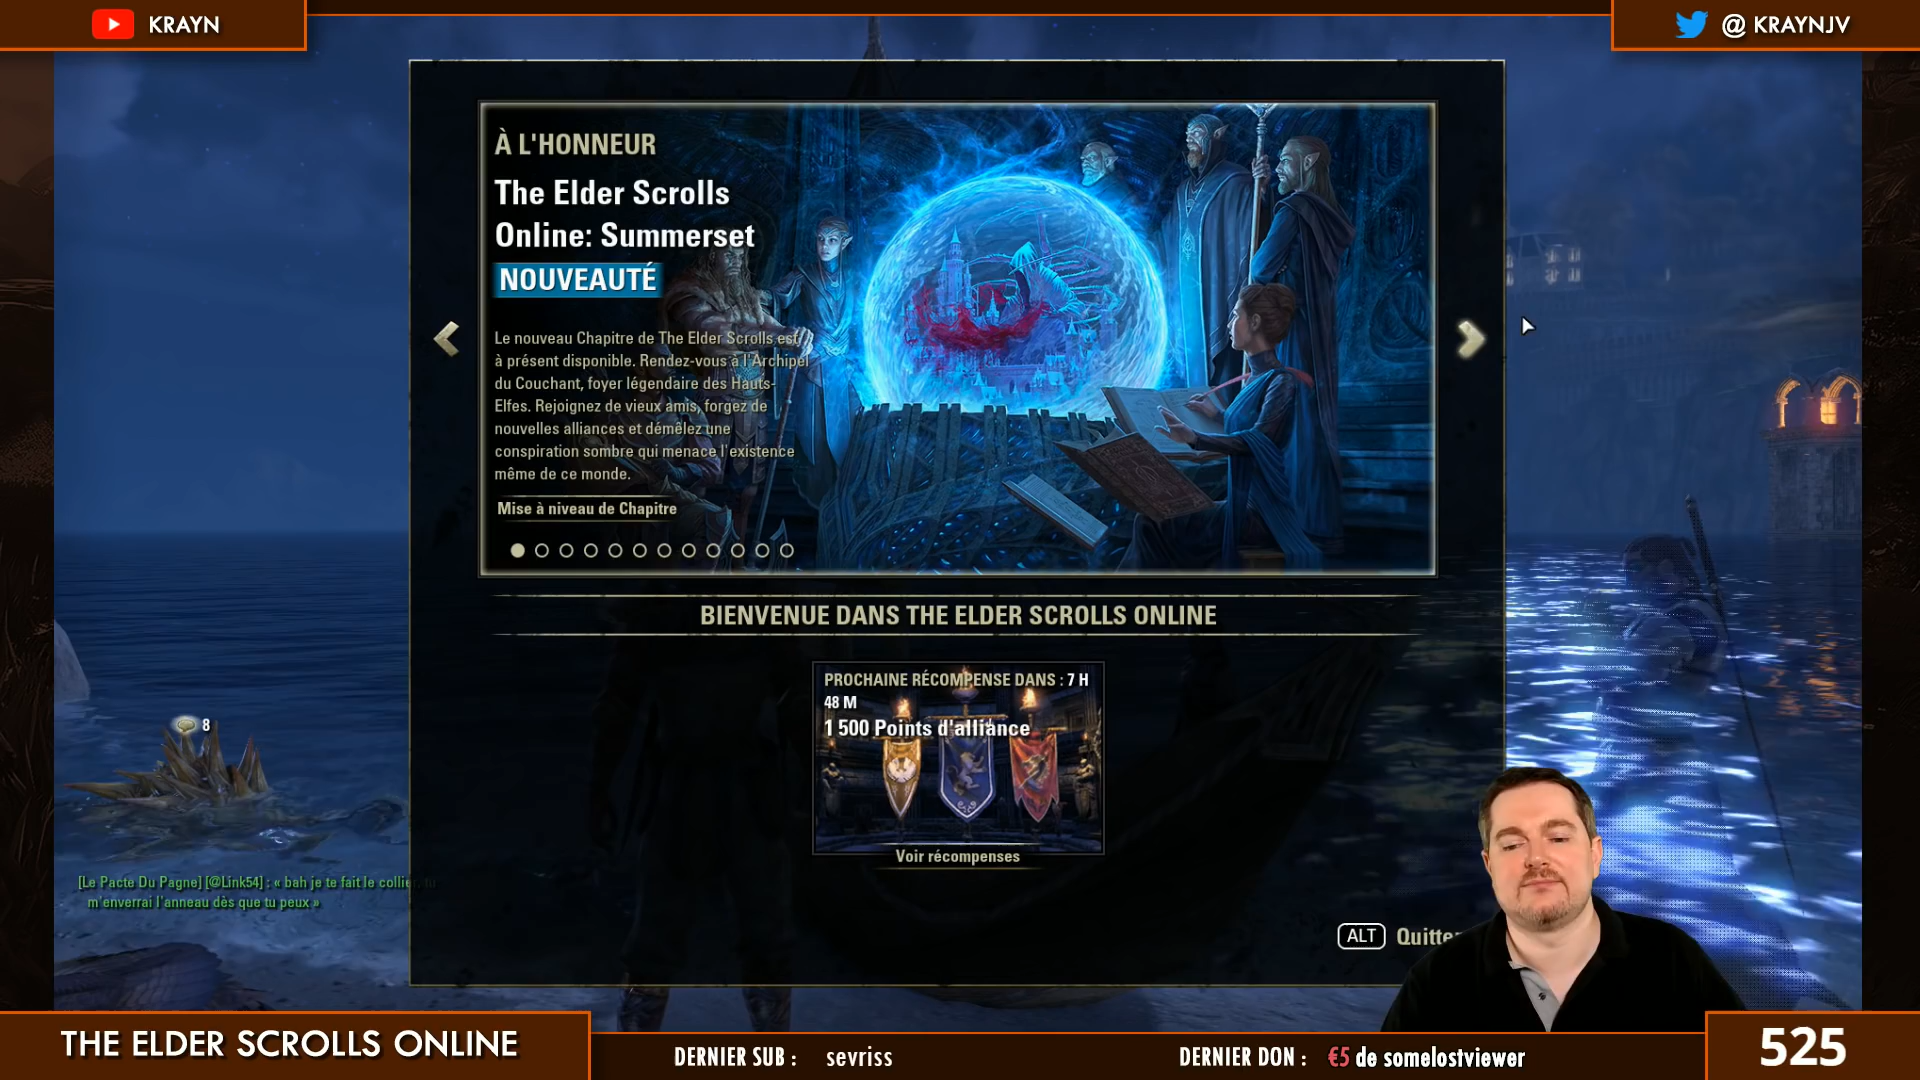 KRAYN
@ KRAYNJV
À L'HONNEUR
The Elder Scrolls
Online: Summerset
NOUVEAUTÉ
Le nouveau Chapitre de The Elder Scrolls est
à présent disponible. Rendez-vous à l'Archipel
du Couchant, foyer légendaire des Hauts-
Elfes. Rejoignez de vieux amis, forgez de
nouvelles alliances et démêlez une
conspiration sombre qui menace l'existence
même de ce monde.
Mise à niveau de Chapitre
BIENVENUE DANS THE ELDER SCROLLS ONLINE
PROCHAINE RÉCOMPENSE DANS : 7 H
48 M
1 500 Points d'alliance
Voir récompenses
8
[Le Pacte Du Pagne] [@Link54] : « bah je te fait le collier, tu
m'enverrai l'anneau dès que tu peux »
ALT Quitter
THE ELDER SCROLLS ONLINE
DERNIER SUB : sevriss
DERNIER DON : €5 de somelostviewer
525